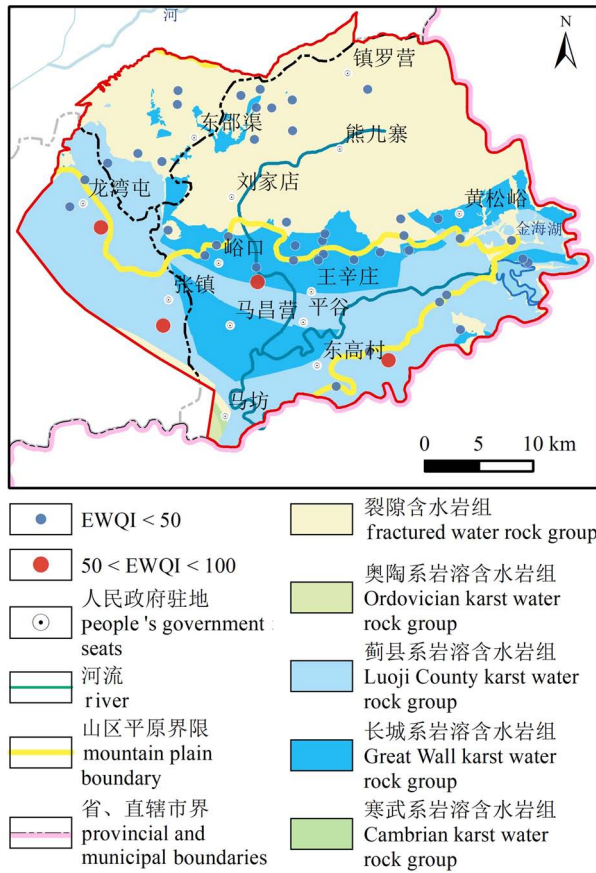 河
N
镇罗营
东邵渠
熊儿寨
龙湾屯
刘家店
黄松峪
金海湖
峪口
王辛庄
张镇
马昌营
平谷
东高村
马坊
0 5 10 km
EWQI < 50
50 < EWQI < 100
人民政府驻地
people 's government
seats
河流
river
山区平原界限
mountain plain
boundary
省、直辖市界
provincial and
municipal boundaries
裂隙含水岩组
fractured water rock group
奥陶系岩溶含水岩组
Ordovician karst water
rock group
蓟县系岩溶含水岩组
Luoji County karst water
rock group
长城系岩溶含水岩组
Great Wall karst water
rock group
寒武系岩溶含水岩组
Cambrian karst water
rock group